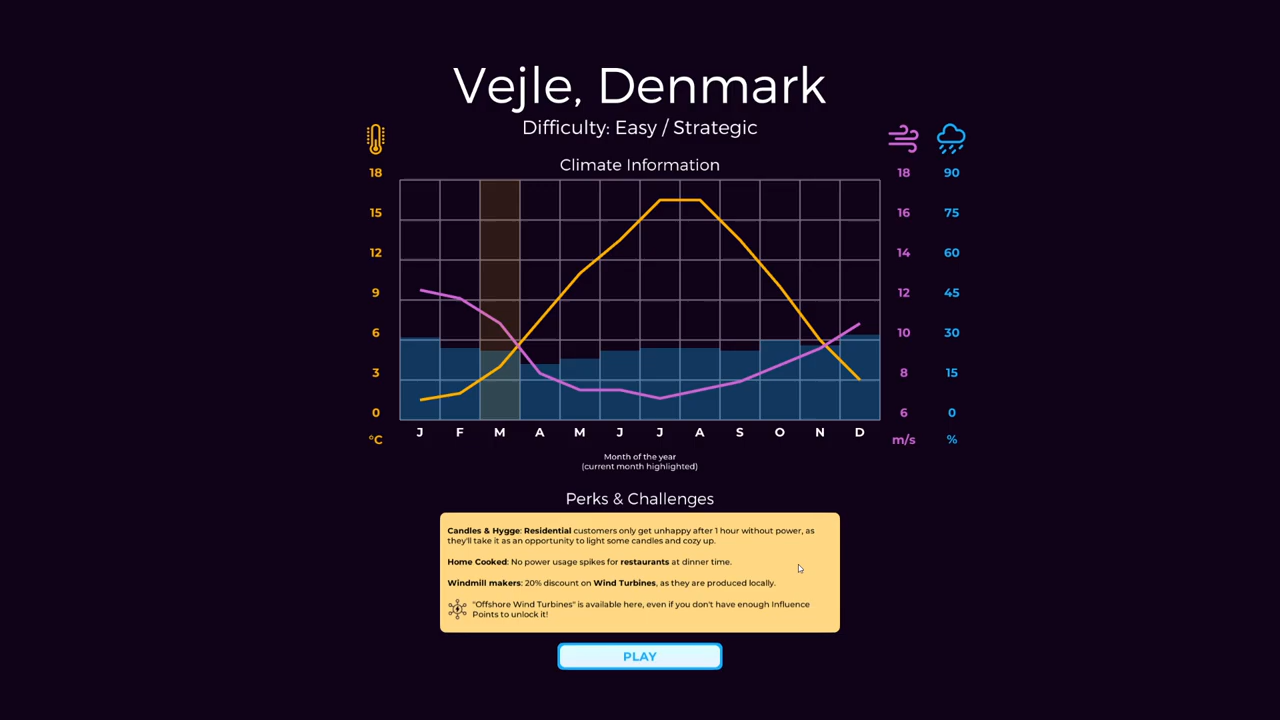 Vejle, Denmark
Difficulty: Easy / Strategic
Climate Information
18 18 90
15 16 75
12 14 60
9 12 45
6 10 30
3 8 15
0 6 0
J F M A M J J A S O N D
°C m/s %
Month of the year
(current month highlighted)
Perks & Challenges
Candles & Hygge: Residential customers only get unhappy after 1 hour without power, as
they'll take it as an opportunity to light some candles and cozy up.
Home Cooked: No power usage spikes for restaurants at dinner time.
Windmill makers: 20% discount on Wind Turbines, as they are produced locally.
"Offshore Wind Turbines" is available here, even if you don't have enough Influence
Points to unlock it!
PLAY